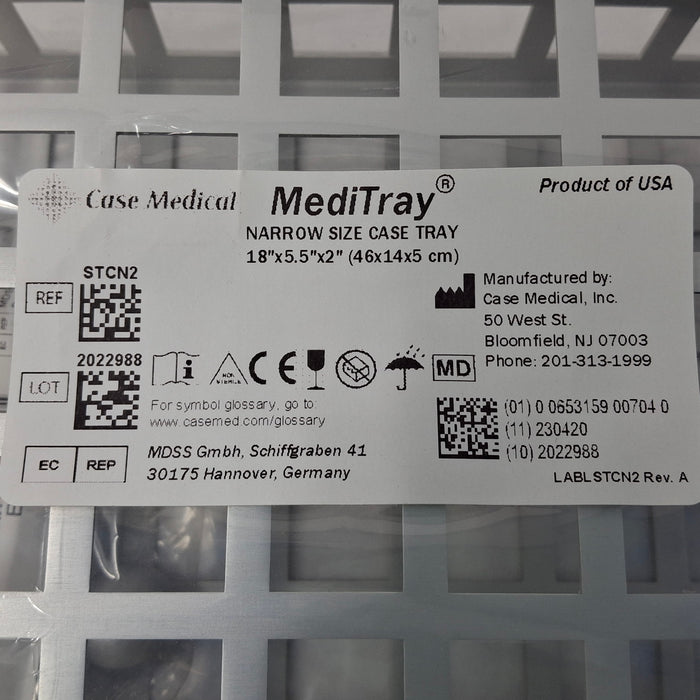 Case Medical
MediTray®
Product of USA
NARROW SIZE CASE TRAY
18"x5.5"x2" (46x14x5 cm)
REF
STCN2
Manufactured by:
Case Medical, Inc.
50 West St.
Bloomfield, NJ 07003
Phone: 201-313-1999
LOT
2022988
i
NON
STERILE
CE
MD
For symbol glossary, go to:
www.casemed.com/glossary
(01) 0 0653159 00704 0
(11) 230420
(10) 2022988
EC REP
MDSS Gmbh, Schiffgraben 41
30175 Hannover, Germany
LABLSTCN2 Rev. A